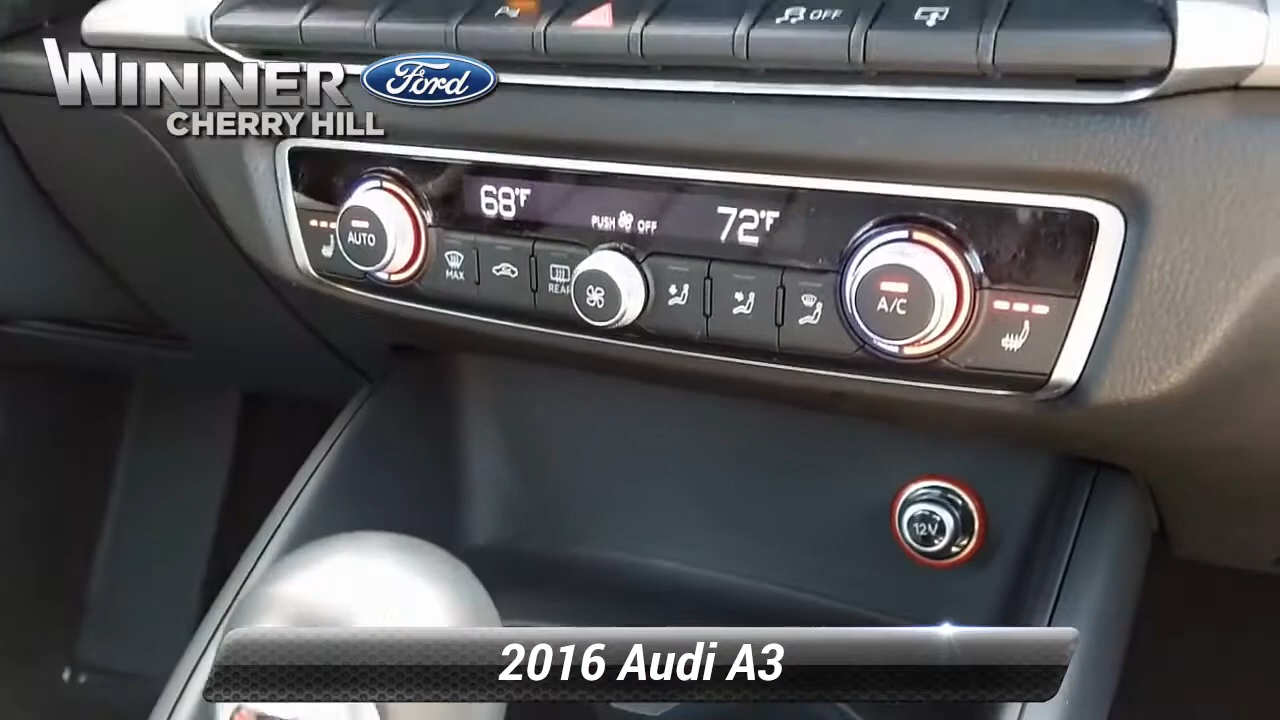 OFF
WINNER Ford
CHERRY HILL
68°F
PUSH OFF
72°F
AUTO
MAX
REAR
A/C
12V
2016 Audi A3